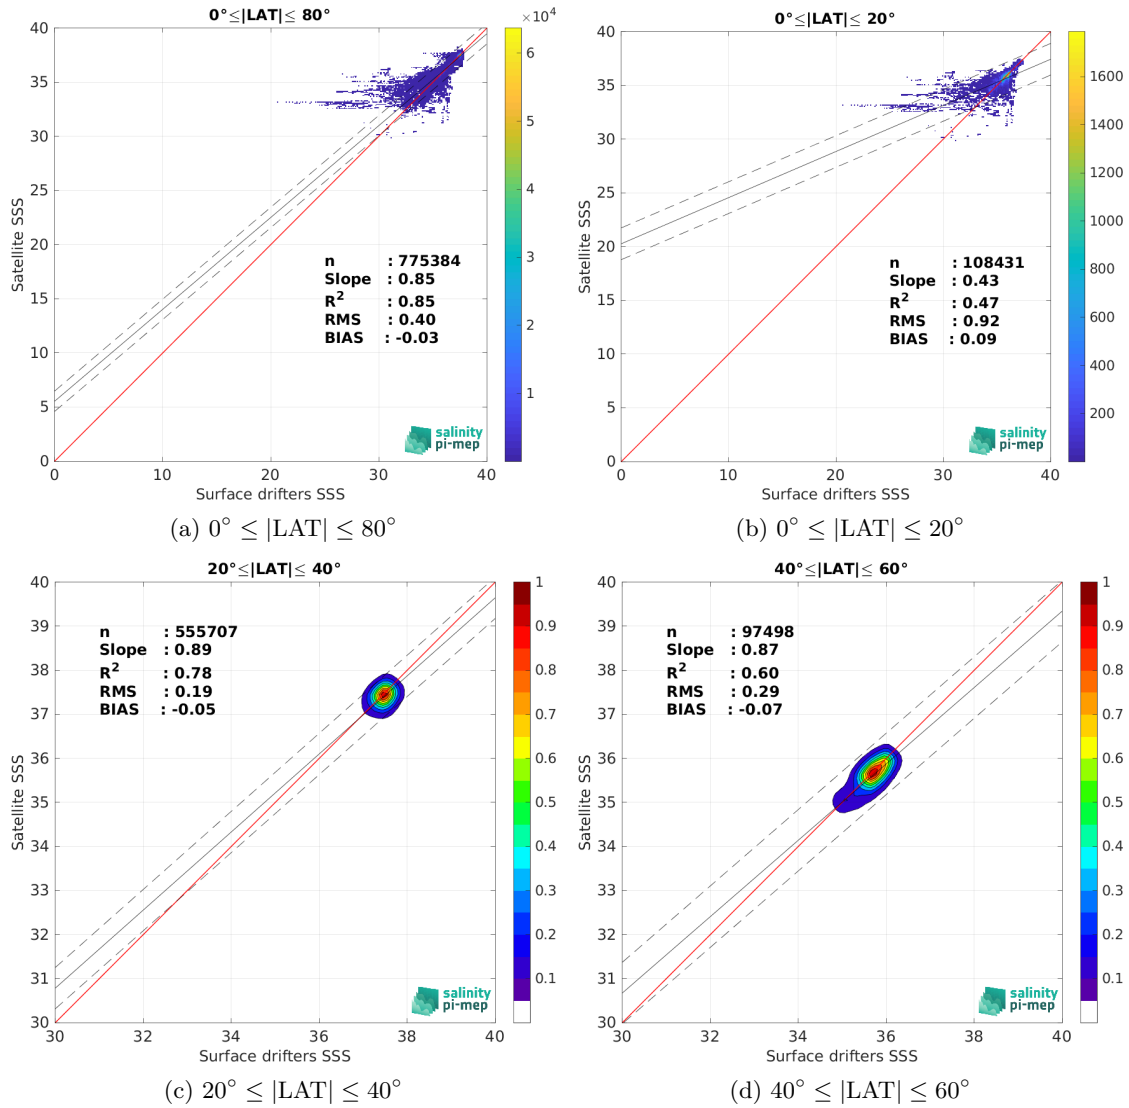 0°≤|LAT|≤ 80°
×10⁴
40
35
30
25
20
15
10
5
0
0
10
20
30
40
Satellite SSS
Surface drifters SSS
n : 775384
Slope : 0.85
R² : 0.85
RMS : 0.40
BIAS : -0.03
salinity
pi-mep
6
5
4
3
2
1
(a) 0° ≤ |LAT| ≤ 80°
0°≤|LAT|≤ 20°
40
35
30
25
20
15
10
5
0
0
10
20
30
40
Satellite SSS
Surface drifters SSS
n : 108431
Slope : 0.43
R² : 0.47
RMS : 0.92
BIAS : 0.09
salinity
pi-mep
1600
1400
1200
1000
800
600
400
200
(b) 0° ≤ |LAT| ≤ 20°
20°≤|LAT|≤ 40°
40
39
38
37
36
35
34
33
32
31
30
30
32
34
36
38
40
Satellite SSS
Surface drifters SSS
n : 555707
Slope : 0.89
R² : 0.78
RMS : 0.19
BIAS : -0.05
salinity
pi-mep
1
0.9
0.8
0.7
0.6
0.5
0.4
0.3
0.2
0.1
(c) 20° ≤ |LAT| ≤ 40°
40°≤|LAT|≤ 60°
40
39
38
37
36
35
34
33
32
31
30
30
32
34
36
38
40
Satellite SSS
Surface drifters SSS
n : 97498
Slope : 0.87
R² : 0.60
RMS : 0.29
BIAS : -0.07
salinity
pi-mep
1
0.9
0.8
0.7
0.6
0.5
0.4
0.3
0.2
0.1
(d) 40° ≤ |LAT| ≤ 60°